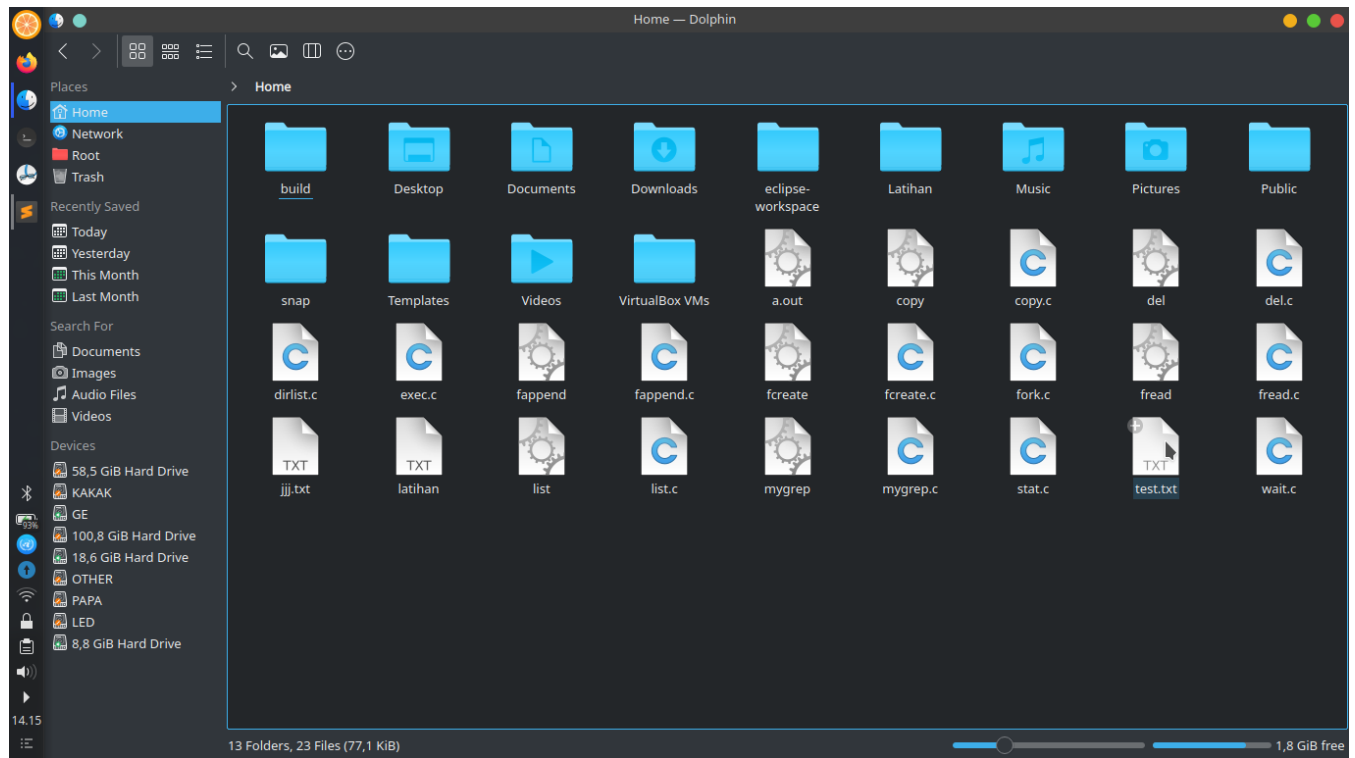 Home — Dolphin
Places
Home
Home
Network
Root
Trash
Recently Saved
Today
Yesterday
This Month
Last Month
Search For
Documents
Images
Audio Files
Videos
Devices
58,5 GiB Hard Drive
KAKAK
GE
100,8 GiB Hard Drive
18,6 GiB Hard Drive
OTHER
PAPA
LED
8,8 GiB Hard Drive
build Desktop Documents Downloads eclipse-workspace Latihan Music Pictures Public
snap Templates Videos VirtualBox VMs a.out copy copy.c del del.c
dirlist.c exec.c fappend fappend.c fcreate fcreate.c fork.c fread fread.c
TXT TXT TXT
jjj.txt latihan list list.c mygrep mygrep.c stat.c test.txt wait.c
93%
14.15
13 Folders, 23 Files (77,1 KiB)
1,8 GiB free